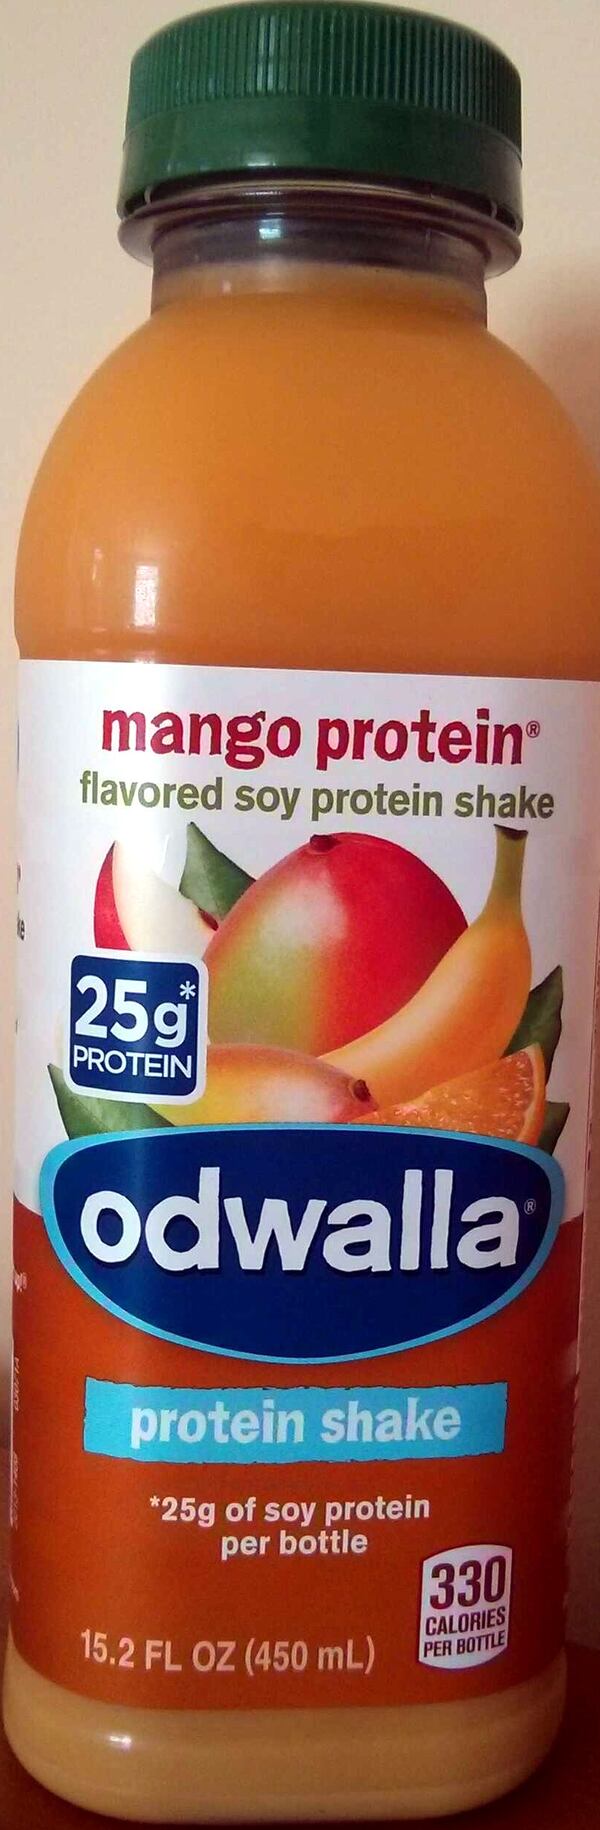 mango protein®
flavored soy protein shake
25g*
PROTEIN
odwalla®
protein shake
*25g of soy protein
per bottle
330
CALORIES
PER BOTTLE
15.2 FL OZ (450 mL)